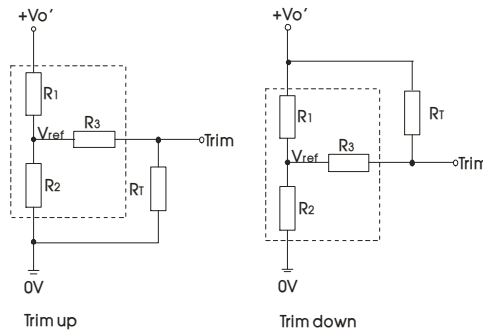 +Vo'
R1
Vref
R3
Trim
R2
RT
0V
Trim up
+Vo'
R1
RT
Vref
R3
Trim
R2
0V
Trim down